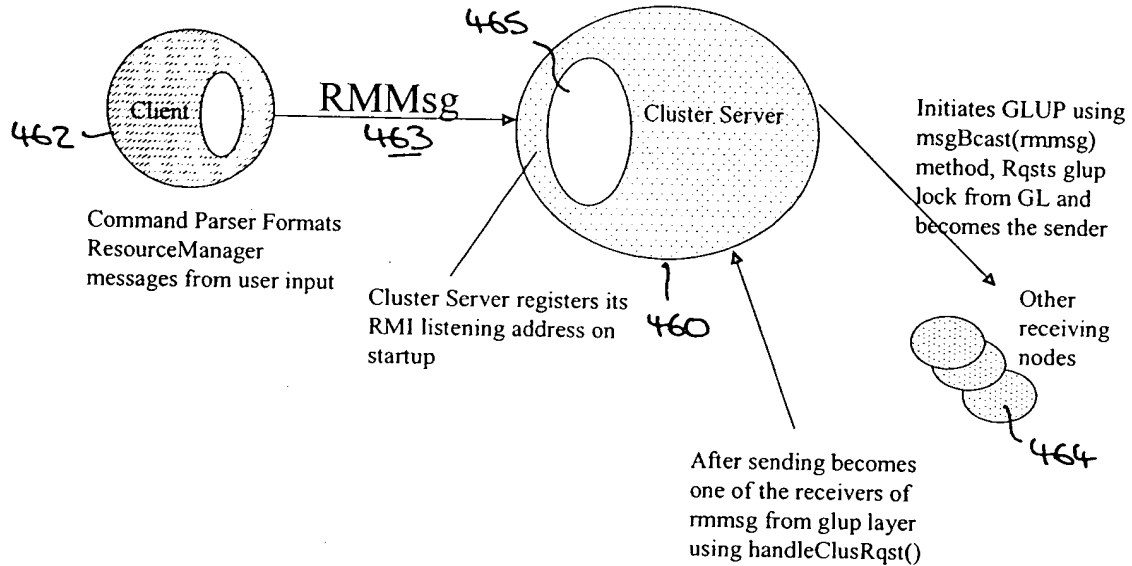 465
Client
462
RMMsg
463
Cluster Server
Initiates GLUP using
msgBcast(rmmsg)
method, Rqsts glup
lock from GL and
becomes the sender
Command Parser Formats
ResourceManager
messages from user input
Cluster Server registers its
RMI listening address on
startup
460
Other
receiving
nodes
464
After sending becomes
one of the receivers of
rmmsg from glup layer
using handleClusRqst()